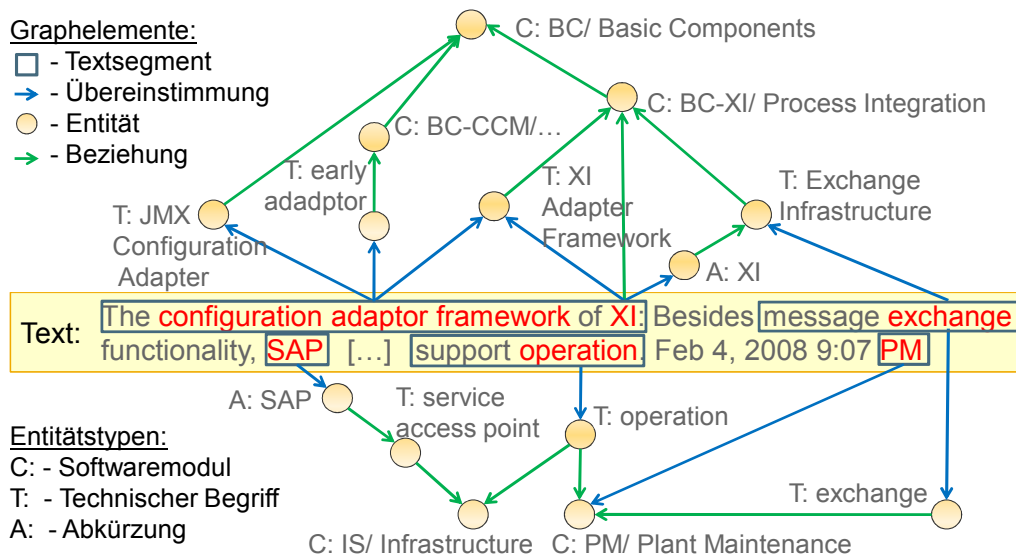 Graphelemente:
- Textsegment
- Übereinstimmung
- Entität
- Beziehung
C: BC/ Basic Components
C: BC-XI/ Process Integration
C: BC-CCM/…
T: early
adadptor
T: JMX
Configuration
Adapter
T: XI
Adapter
Framework
T: Exchange
Infrastructure
A: XI
Text:
The configuration adaptor framework of XI: Besides message exchange
functionality, SAP […] support operation. Feb 4, 2008 9:07 PM
A: SAP
T: service
access point
T: operation
T: exchange
C: IS/ Infrastructure
C: PM/ Plant Maintenance
Entitätstypen:
C: - Softwaremodul
T: - Technischer Begriff
A: - Abkürzung